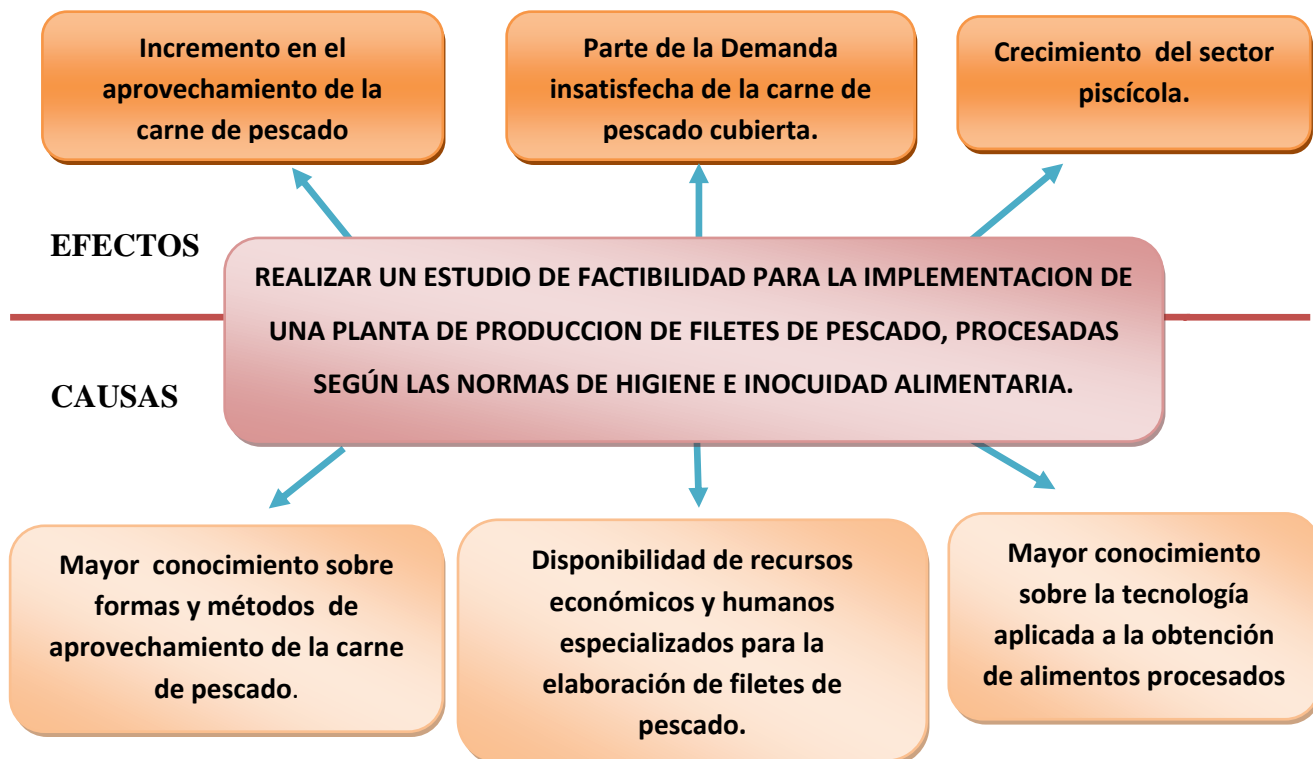 Incremento en el
aprovechamiento de la
carne de pescado
Parte de la Demanda
insatisfecha de la carne de
pescado cubierta.
Crecimiento del sector
piscícola.
EFECTOS
REALIZAR UN ESTUDIO DE FACTIBILIDAD PARA LA IMPLEMENTACION DE
UNA PLANTA DE PRODUCCION DE FILETES DE PESCADO, PROCESADAS
SEGÚN LAS NORMAS DE HIGIENE E INOCUIDAD ALIMENTARIA.
CAUSAS
Mayor conocimiento sobre
formas y métodos de
aprovechamiento de la carne
de pescado.
Disponibilidad de recursos
económicos y humanos
especializados para la
elaboración de filetes de
pescado.
Mayor conocimiento
sobre la tecnología
aplicada a la obtención
de alimentos procesados